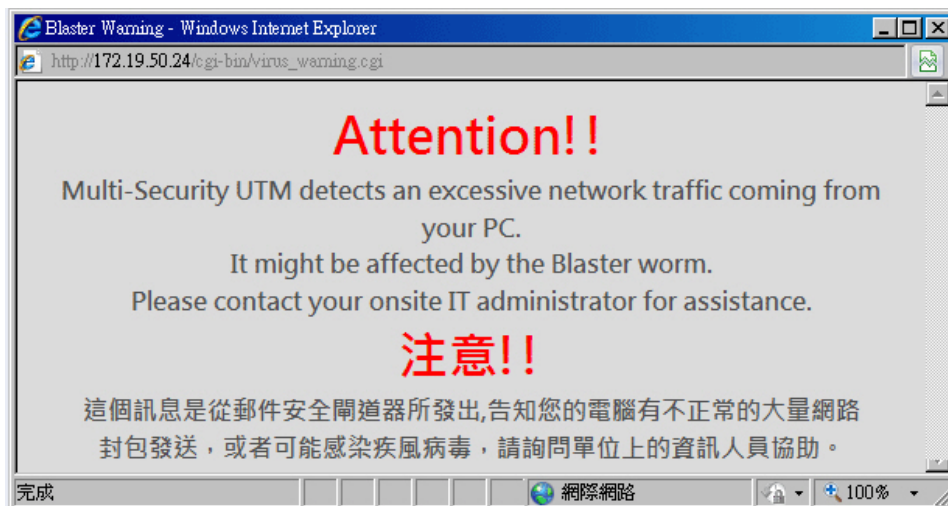 Blaster Warning - Windows Internet Explorer
http://172.19.50.24/cgi-bin/virus_warning.cgi
Attention!!
Multi-Security UTM detects an excessive network traffic coming from
your PC.
It might be affected by the Blaster worm.
Please contact your onsite IT administrator for assistance.
注意!!
這個訊息是從郵件安全閘道器所發出,告知您的電腦有不正常的大量網路
封包發送，或者可能感染疾風病毒，請詢問單位上的資訊人員協助。
完成 網際網路 100%